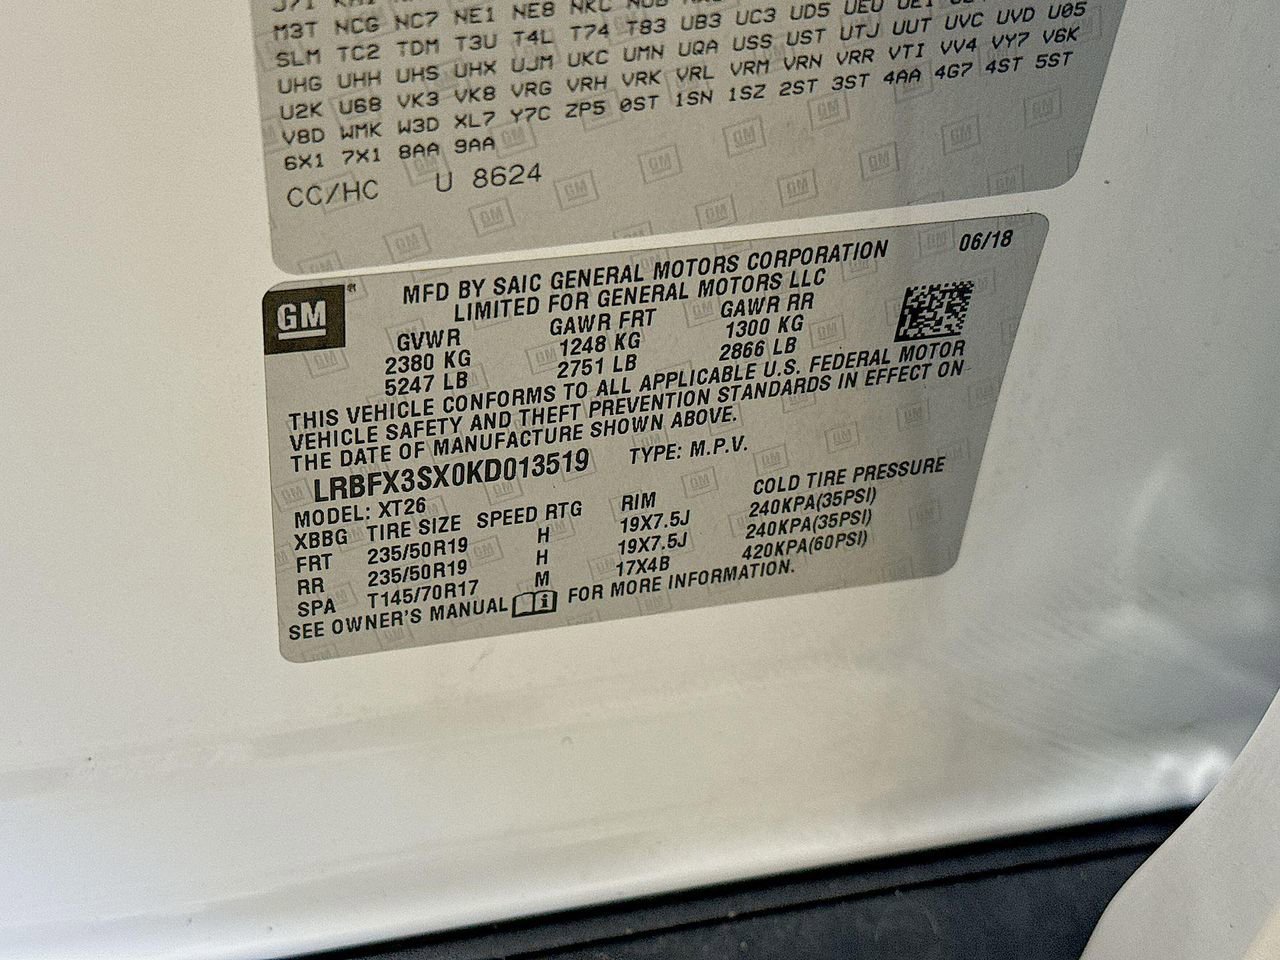 M3T NCG NC7 NE1 NE8 NKC
SLM TC2 TDM T3U T4L T74 T83 UB3 UC3 UD5 UEU
UHG UHH UHS UHX UJM UKC UMN UQA USS UST UTJ UUT UVC UVD U05
U2K U68 VK3 VK8 VRG VRH VRK VRL VRM VRN VRR VTI VV4 VY7 V6K
V8D WMK W3D XL7 Y7C ZP5 0ST 1SN 1SZ 2ST 3ST 4AA 4G7 4ST 5ST
6X1 7X1 8AA 9AA
CC/HC U 8624
GM
MFD BY SAIC GENERAL MOTORS CORPORATION 06/18
LIMITED FOR GENERAL MOTORS LLC
GVWR GAWR FRT GAWR RR
2380 KG 1248 KG 1300 KG
5247 LB 2751 LB 2866 LB
THIS VEHICLE CONFORMS TO ALL APPLICABLE U.S. FEDERAL MOTOR
VEHICLE SAFETY AND THEFT PREVENTION STANDARDS IN EFFECT ON
THE DATE OF MANUFACTURE SHOWN ABOVE.
LRBFX3SX0KD013519 TYPE: M.P.V.
MODEL: XT26
XBBG TIRE SIZE SPEED RTG RIM COLD TIRE PRESSURE
FRT 235/50R19 H 19X7.5J 240KPA(35PSI)
RR 235/50R19 H 19X7.5J 240KPA(35PSI)
SPA T145/70R17 M 17X4B 420KPA(60PSI)
SEE OWNER'S MANUAL FOR MORE INFORMATION.